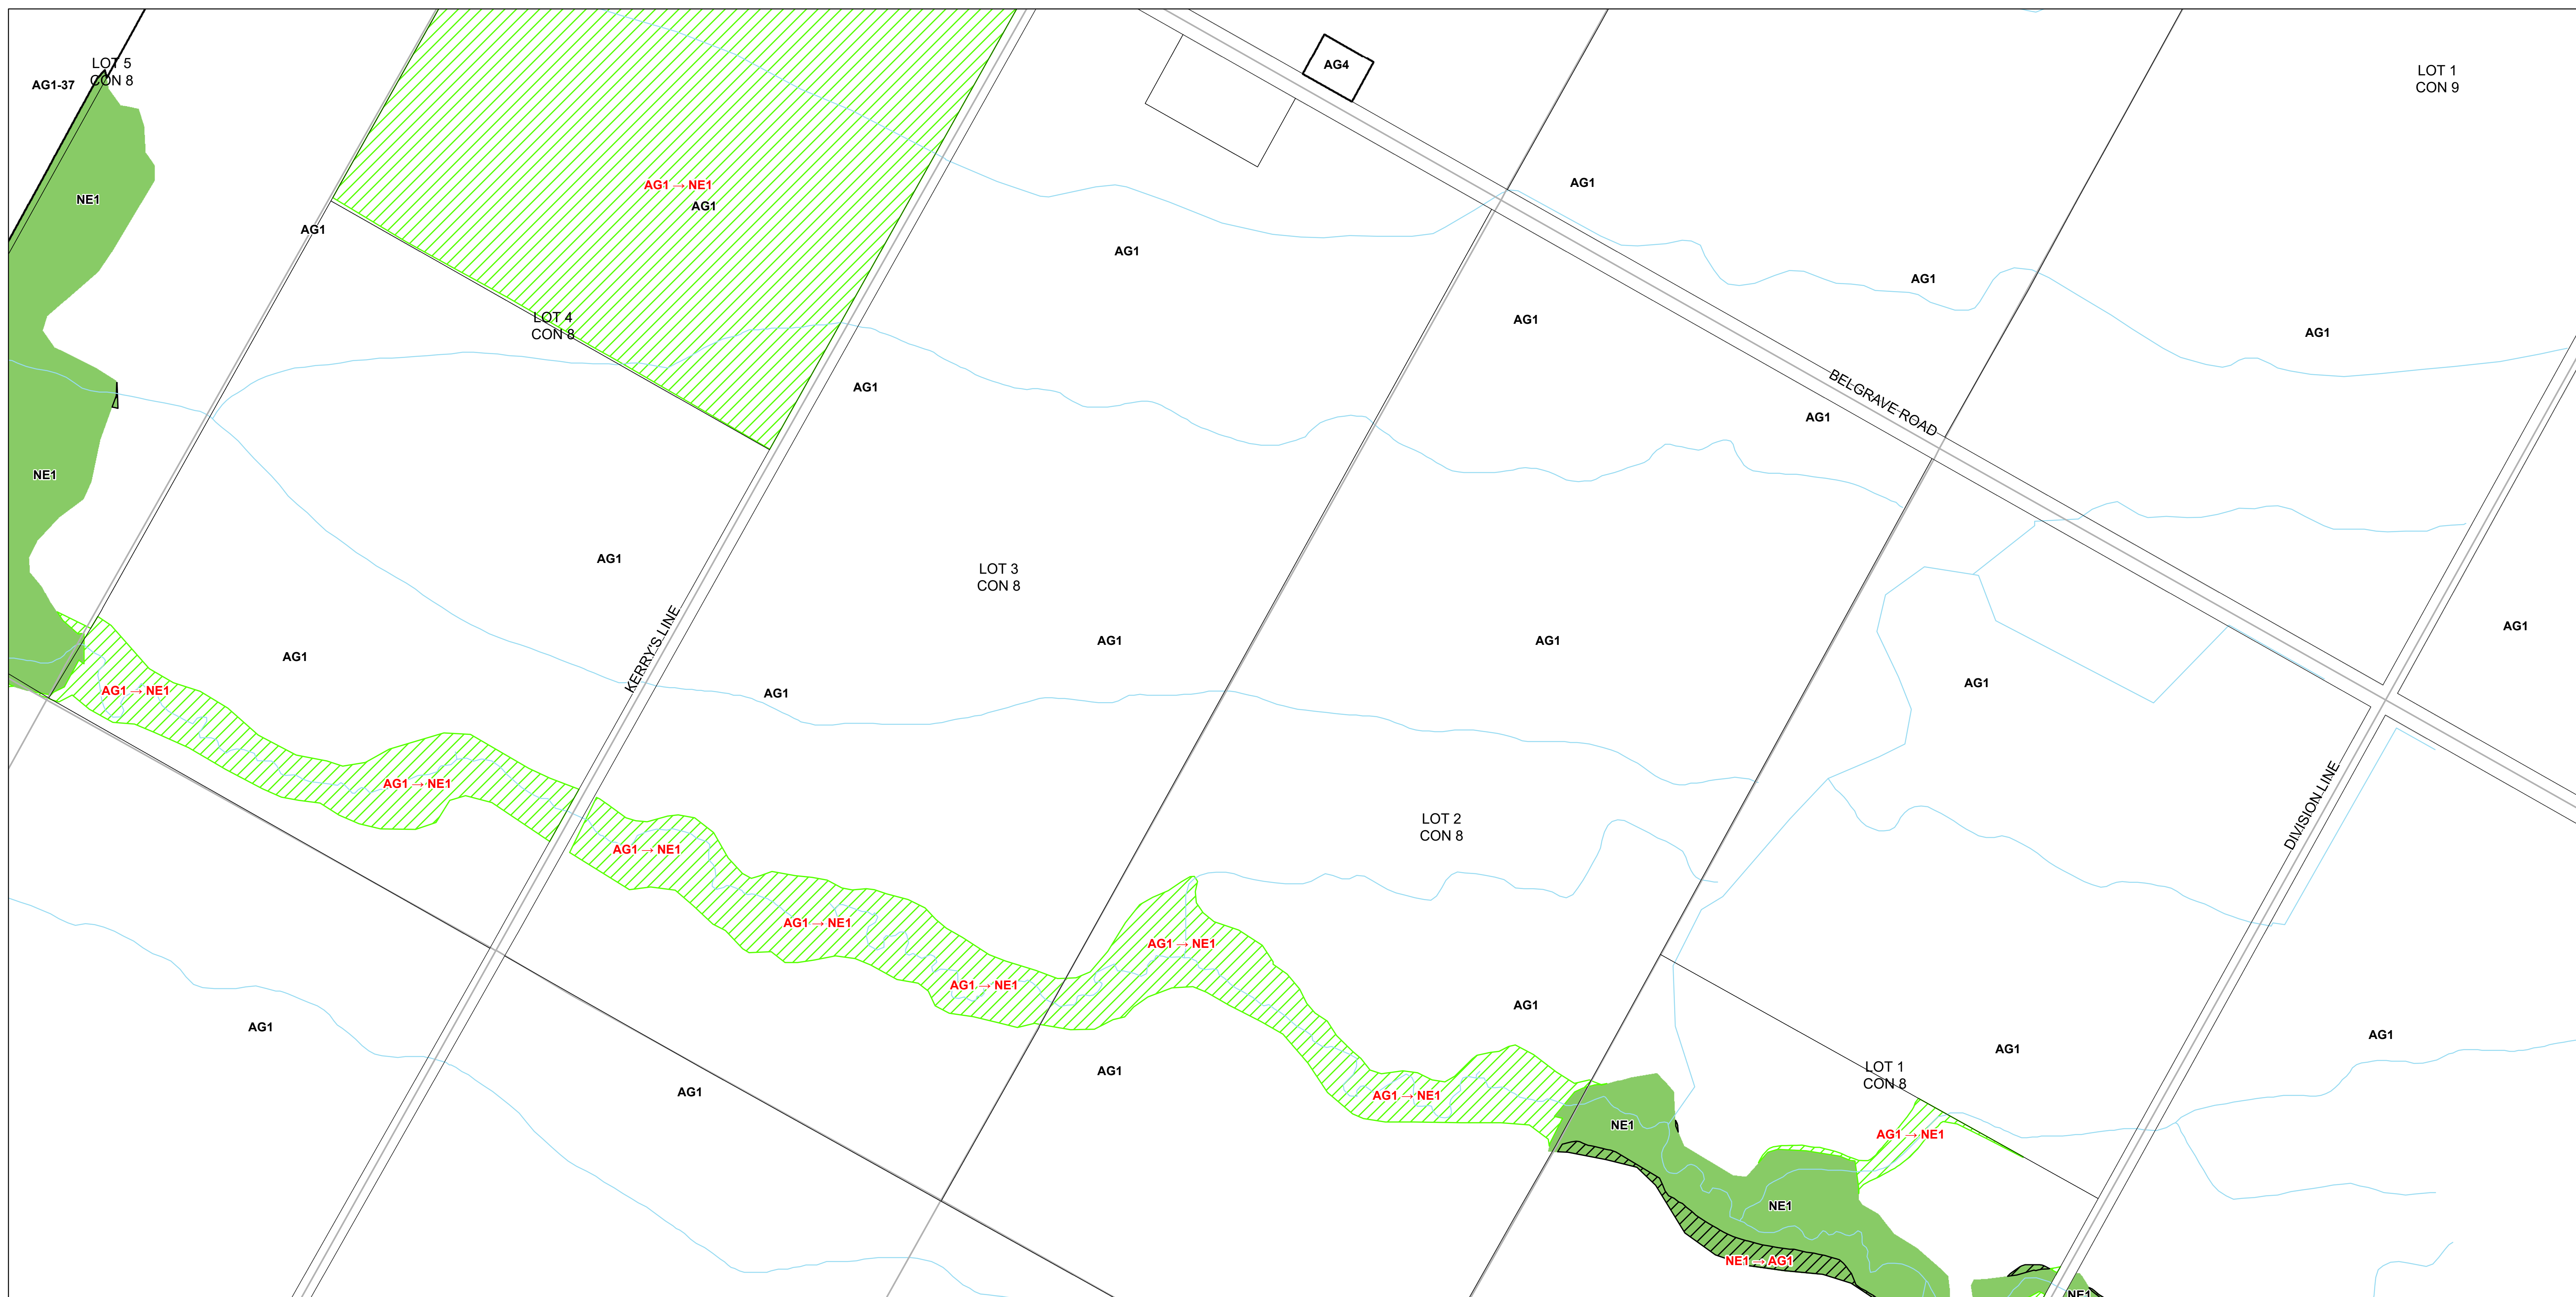 LOT 5
CON 8
AG1-37
AG4
LOT 1
CON 9
NE1
AG1 → NE1
AG1
AG1
AG1
AG1
AG1
LOT 4
CON 8
AG1
AG1
AG1
BELGRAVE ROAD
AG1
NE1
AG1
LOT 3
CON 8
KERRY'S LINE
AG1
AG1
AG1
AG1
AG1
AG1
AG1 → NE1
AG1 → NE1
DIVISION LINE
LOT 2
CON 8
AG1 → NE1
AG1 → NE1
AG1 → NE1
AG1 → NE1
AG1
AG1
AG1
AG1
LOT 1
CON 8
AG1
AG1
AG1 → NE1
NE1
AG1 → NE1
NE1
NE1 → AG1
NE1